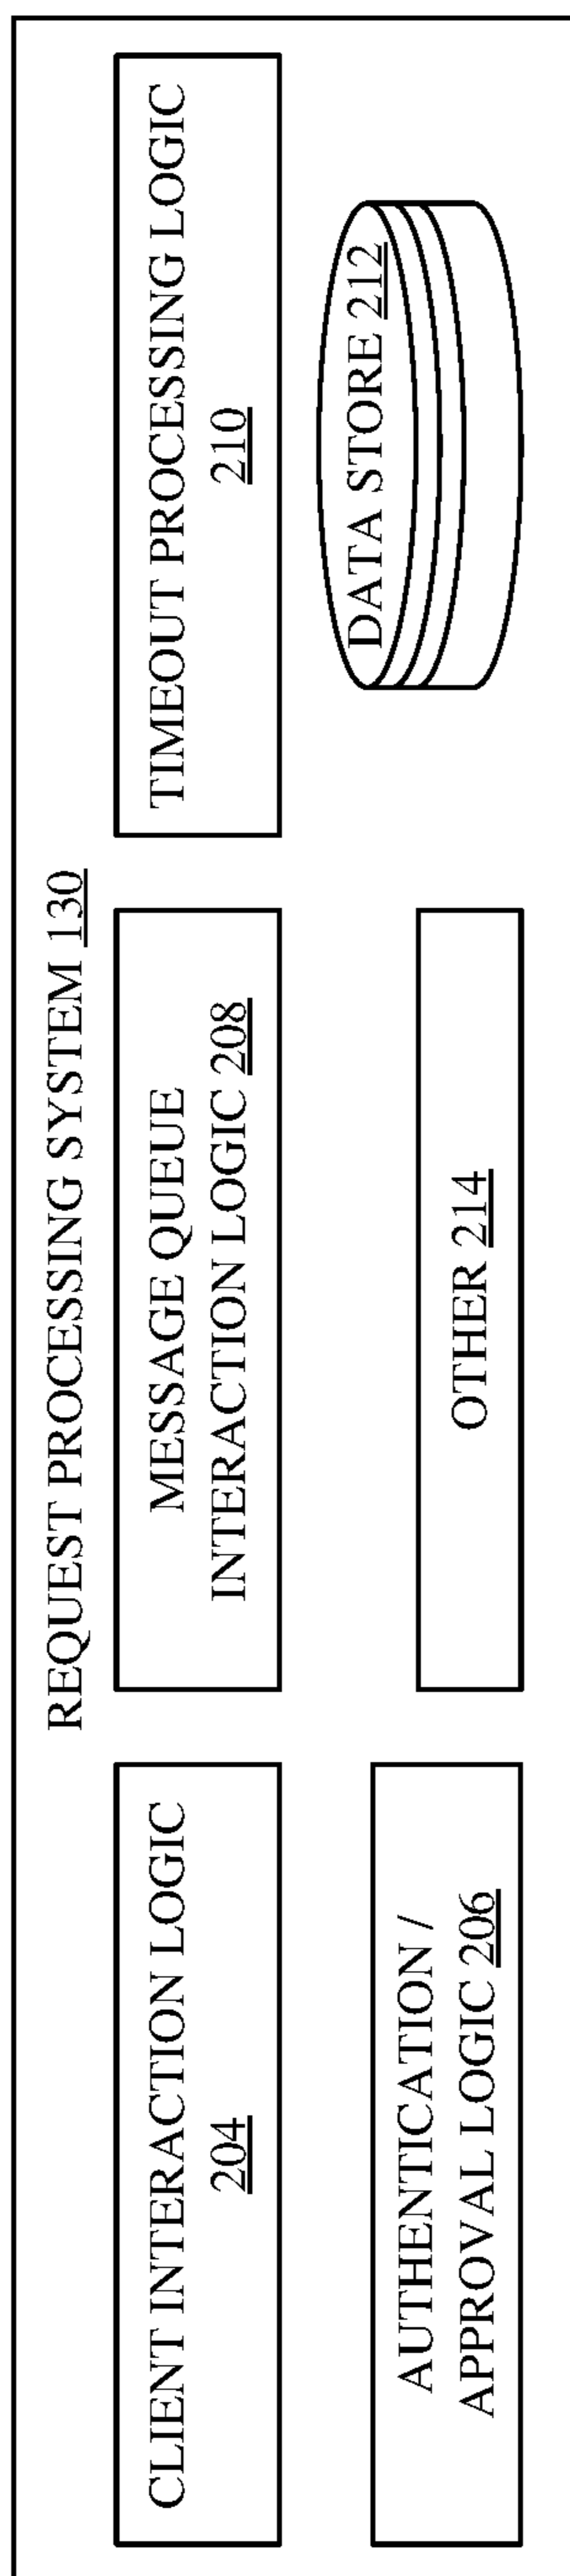 REQUEST PROCESSING SYSTEM 130
CLIENT INTERACTION LOGIC
204
MESSAGE QUEUE
INTERACTION LOGIC 208
TIMEOUT PROCESSING LOGIC
210
AUTHENTICATION /
APPROVAL LOGIC 206
OTHER 214
DATA STORE 212